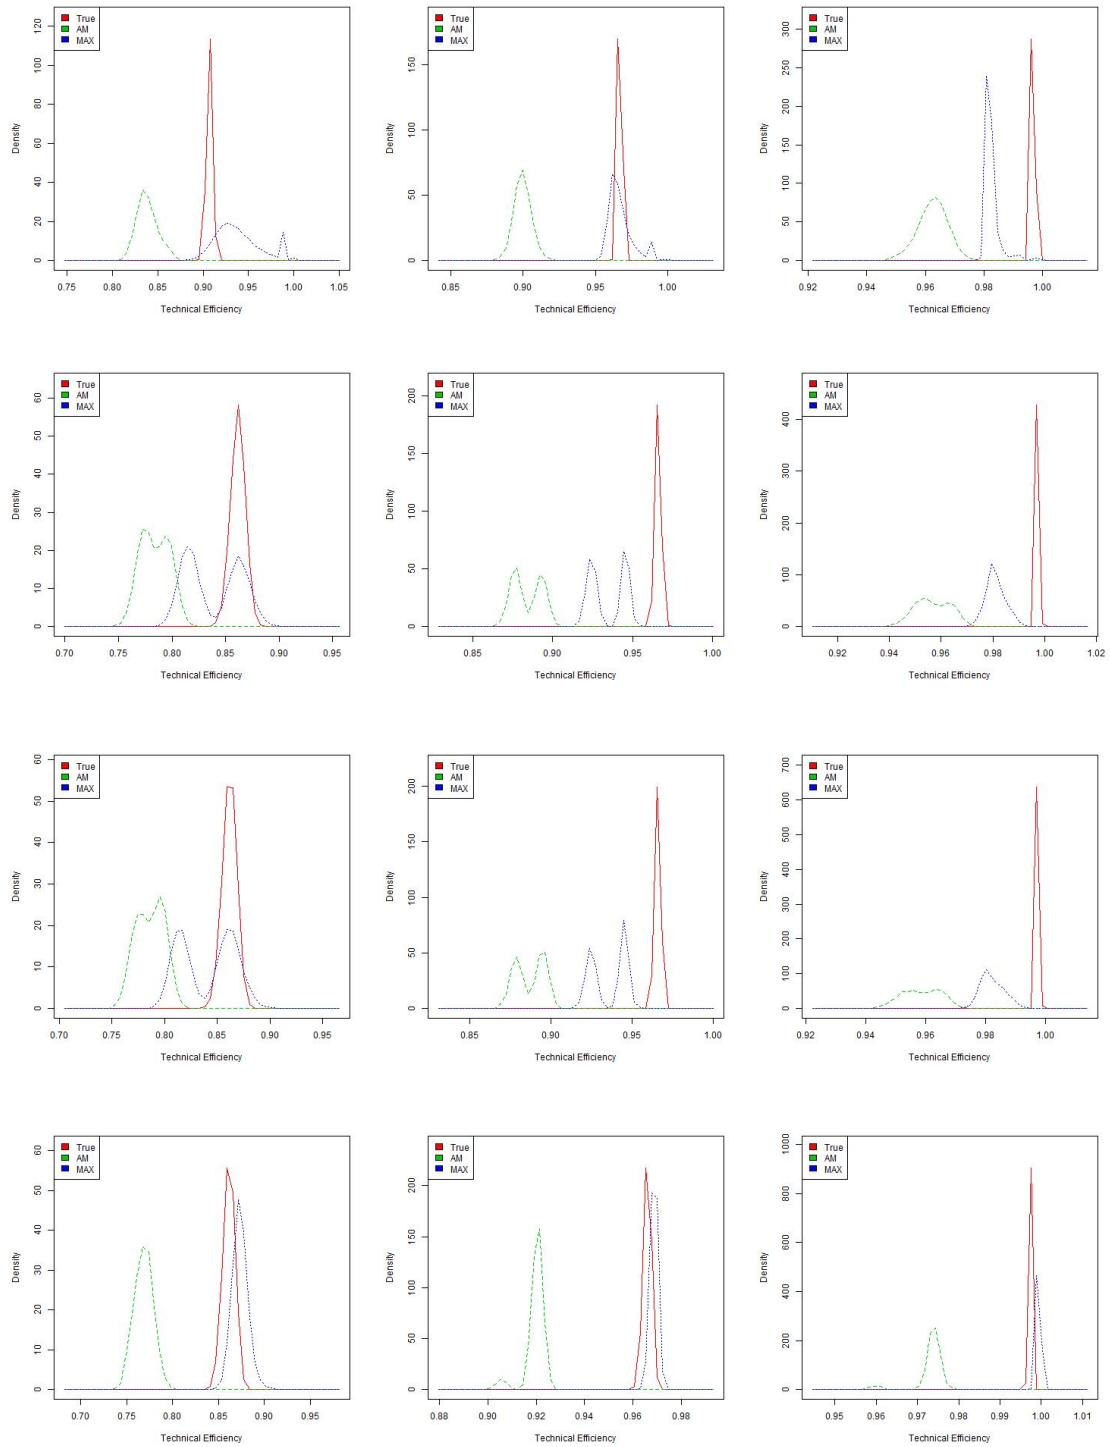 True
AM
MAX
Density
0 20 40 60 80 100 120
0.75 0.80 0.85 0.90 0.95 1.00 1.05
Technical Efficiency
True
AM
MAX
Density
0 50 100 150
0.85 0.90 0.95 1.00
Technical Efficiency
True
AM
MAX
Density
0 50 100 150 200 250 300
0.92 0.94 0.96 0.98 1.00
Technical Efficiency
True
AM
MAX
Density
0 10 20 30 40 50 60
0.70 0.75 0.80 0.85 0.90 0.95
Technical Efficiency
True
AM
MAX
Density
0 50 100 150 200
0.85 0.90 0.95 1.00
Technical Efficiency
True
AM
MAX
Density
0 100 200 300 400
0.92 0.94 0.96 0.98 1.00 1.02
Technical Efficiency
True
AM
MAX
Density
0 10 20 30 40 50 60
0.70 0.75 0.80 0.85 0.90 0.95
Technical Efficiency
True
AM
MAX
Density
0 50 100 150 200
0.85 0.90 0.95 1.00
Technical Efficiency
True
AM
MAX
Density
0 100 200 300 400 500 600 700
0.92 0.94 0.96 0.98 1.00
Technical Efficiency
True
AM
MAX
Density
0 10 20 30 40 50 60
0.70 0.75 0.80 0.85 0.90 0.95
Technical Efficiency
True
AM
MAX
Density
0 50 100 150 200
0.88 0.90 0.92 0.94 0.96 0.98
Technical Efficiency
True
AM
MAX
Density
0 200 400 600 800 1000
0.95 0.96 0.97 0.98 0.99 1.00 1.01
Technical Efficiency